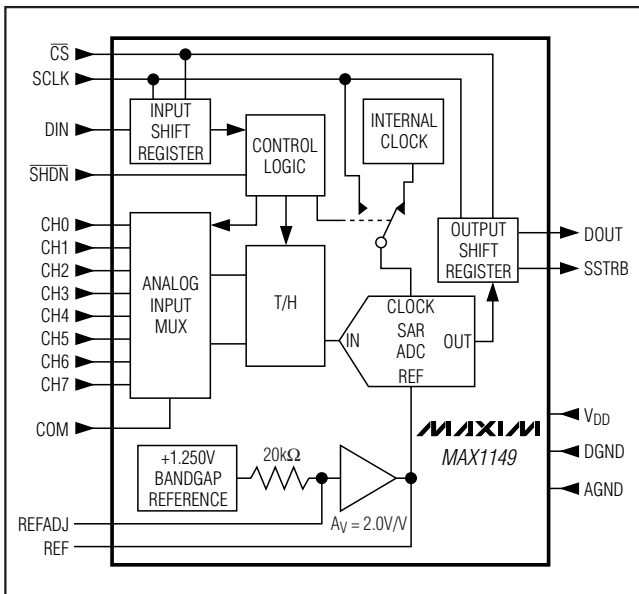 CS
SCLK
DIN
SHDN
CH0
CH1
CH2
CH3
CH4
CH5
CH6
CH7
COM
REFADJ
REF
INPUT
SHIFT
REGISTER
CONTROL
LOGIC
INTERNAL
CLOCK
ANALOG
INPUT
MUX
T/H
CLOCK
IN
SAR
ADC
OUT
REF
OUTPUT
SHIFT
REGISTER
DOUT
SSTRB
+1.250V
BANDGAP
REFERENCE
20kΩ
AV = 2.0V/V
MAXIM
MAX1149
VDD
DGND
AGND